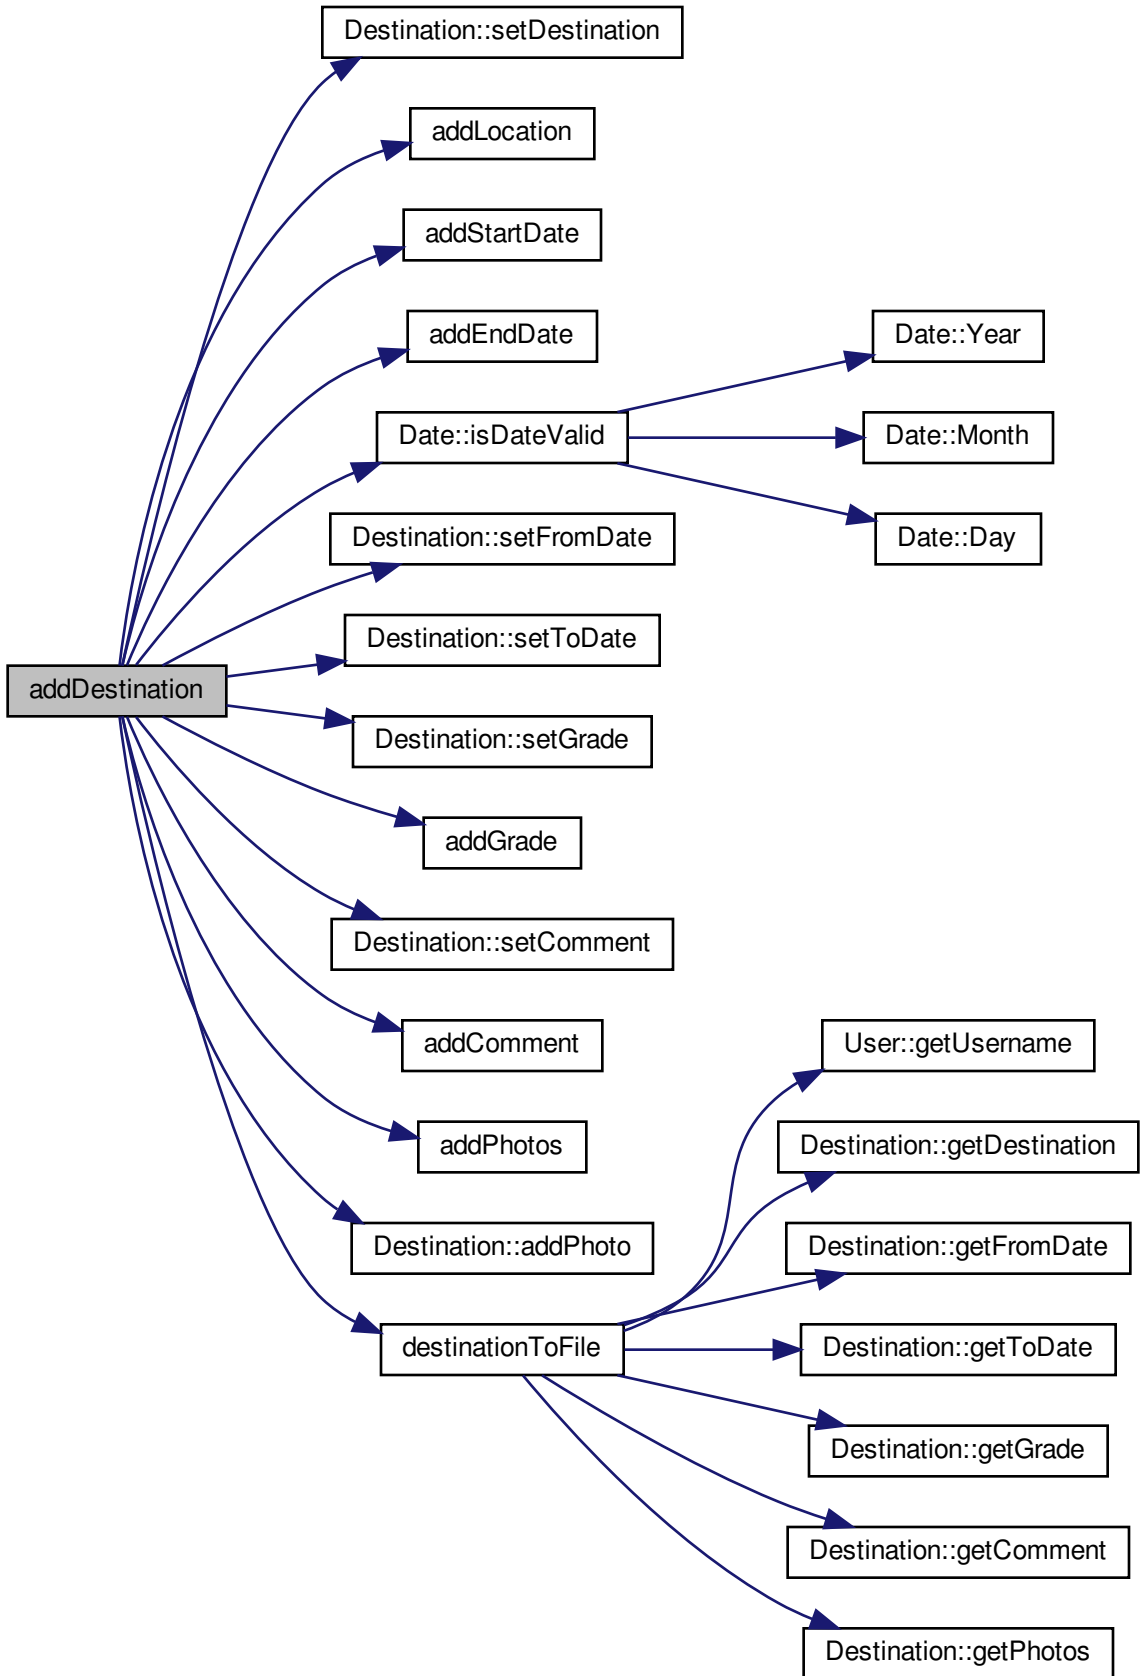 Destination::setDestination
addLocation
addStartDate
addEndDate
Date::Year
Date::isDateValid
Date::Month
Destination::setFromDate
Date::Day
Destination::setToDate
addDestination
Destination::setGrade
addGrade
Destination::setComment
addComment
User::getUsername
addPhotos
Destination::getDestination
Destination::addPhoto
Destination::getFromDate
destinationToFile
Destination::getToDate
Destination::getGrade
Destination::getComment
Destination::getPhotos